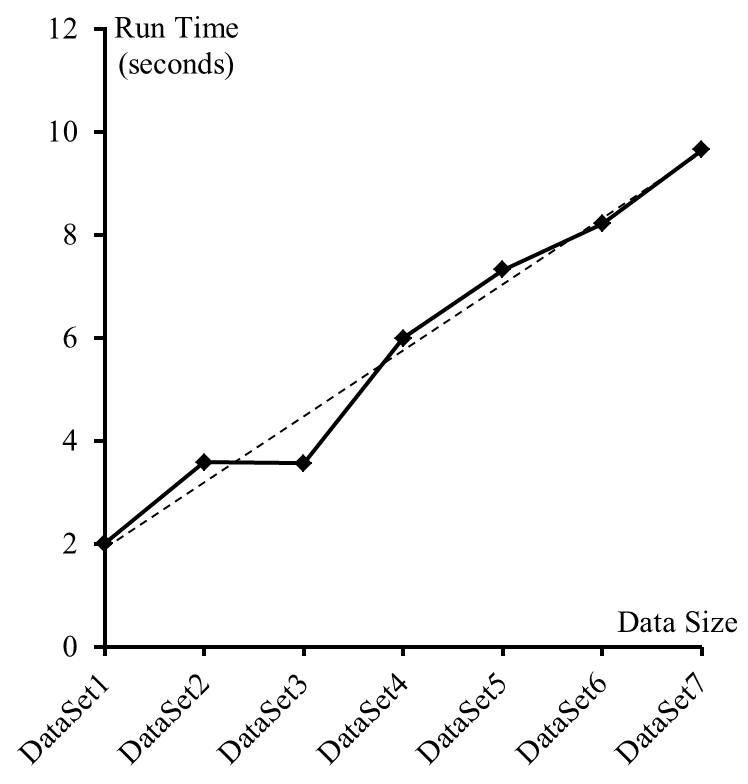 12
Run Time
(seconds)
10
8
6
4
2
0
Data Size
DataSet1
DataSet2
DataSet3
DataSet4
DataSet5
DataSet6
DataSet7